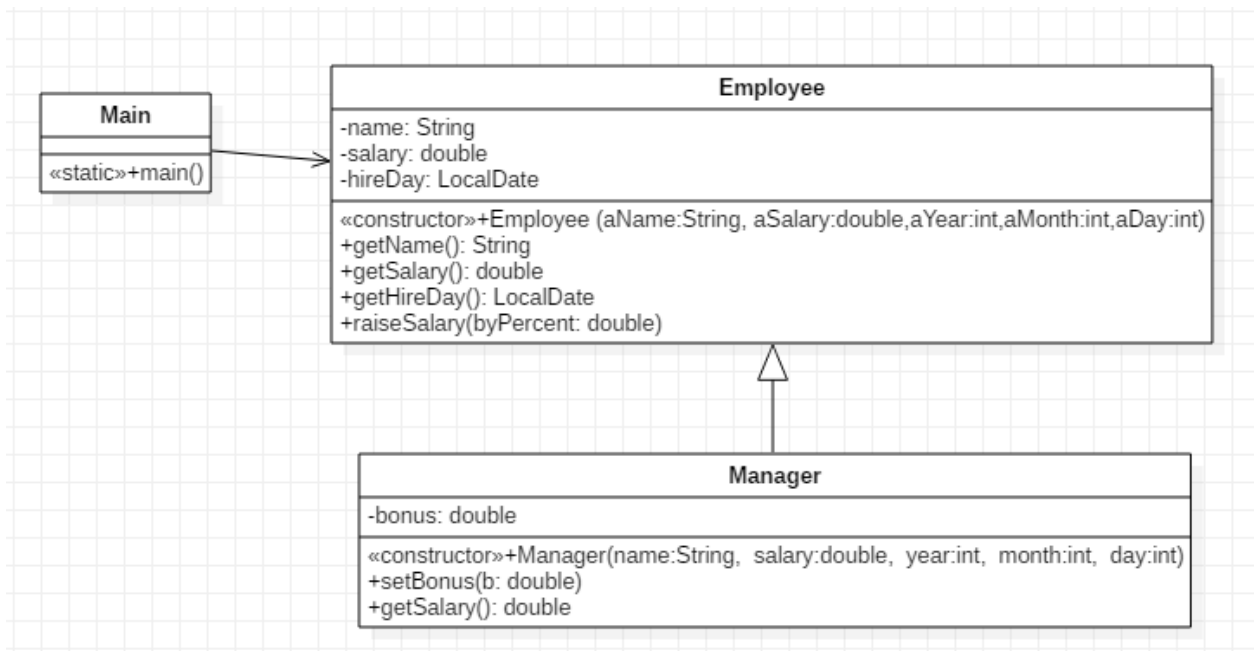 Main
«static»+main()
Employee
-name: String
-salary: double
-hireDay: LocalDate
«constructor»+Employee (aName:String, aSalary:double,aYear:int,aMonth:int,aDay:int)
+getName(): String
+getSalary(): double
+getHireDay(): LocalDate
+raiseSalary(byPercent: double)
Manager
-bonus: double
«constructor»+Manager(name:String, salary:double, year:int, month:int, day:int)
+setBonus(b: double)
+getSalary(): double